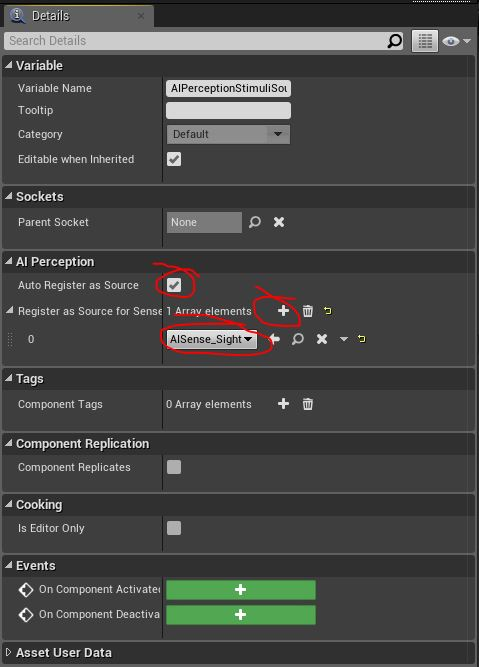 Details
Search Details
Variable
Variable Name AIPerceptionStimuliSou
Tooltip
Category Default
Editable when Inherited
Sockets
Parent Socket None
AI Perception
Auto Register as Source
Register as Source for Sense 1 Array elements
0 AISense_Sight
Tags
Component Tags 0 Array elements
Component Replication
Component Replicates
Cooking
Is Editor Only
Events
On Component Activated
On Component Deactiva
Asset User Data